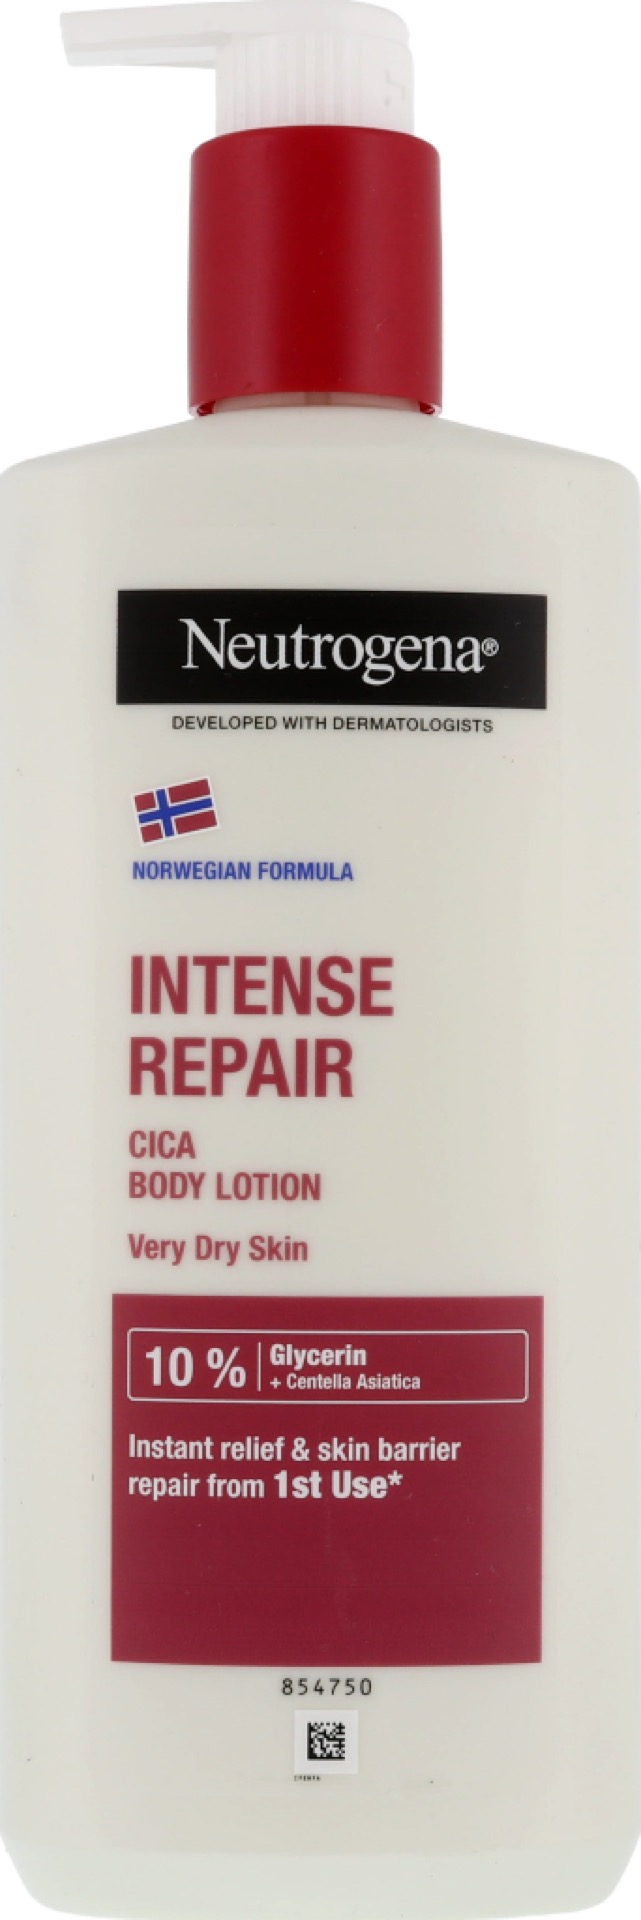 Neutrogena®
DEVELOPED WITH DERMATOLOGISTS
NORWEGIAN FORMULA
INTENSE
REPAIR
CICA
BODY LOTION
Very Dry Skin
10 %
Glycerin
+ Centella Asiatica
Instant relief & skin barrier
repair from 1st Use*
854750